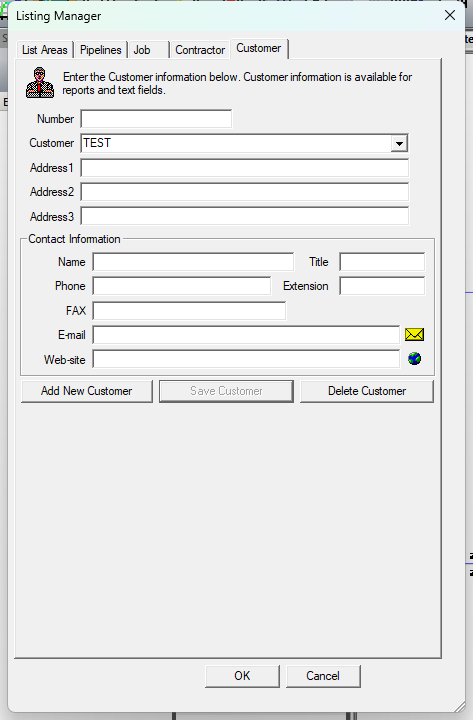 Listing Manager
List Areas
Pipelines
Job
Contractor
Customer
Enter the Customer information below. Customer information is available for
reports and text fields.
Number
Customer TEST
Address1
Address2
Address3
Contact Information
Name Title
Phone Extension
FAX
E-mail
Web-site
Add New Customer Save Customer Delete Customer
OK Cancel